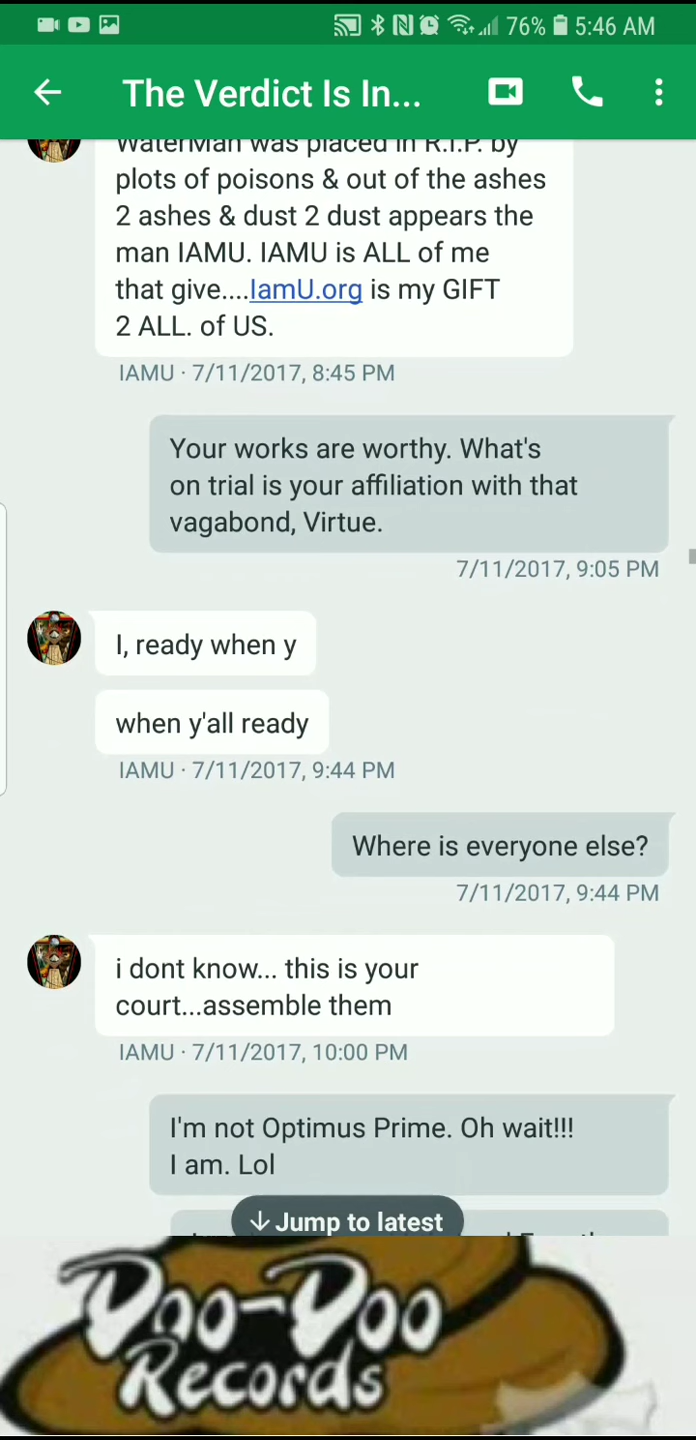 76% 5:46 AM
The Verdict Is In...
WaterMan was placed in R.I.P. by
plots of poisons & out of the ashes
2 ashes & dust 2 dust appears the
man IAMU. IAMU is ALL of me
that give....IamU.org is my GIFT
2 ALL. of US.
IAMU · 7/11/2017, 8:45 PM
Your works are worthy. What's
on trial is your affiliation with that
vagabond, Virtue.
7/11/2017, 9:05 PM
I, ready when y
when y'all ready
IAMU · 7/11/2017, 9:44 PM
Where is everyone else?
7/11/2017, 9:44 PM
i dont know... this is your
court...assemble them
IAMU · 7/11/2017, 10:00 PM
I'm not Optimus Prime. Oh wait!!!
I am. Lol
Jump to latest
Doo-Doo
Records